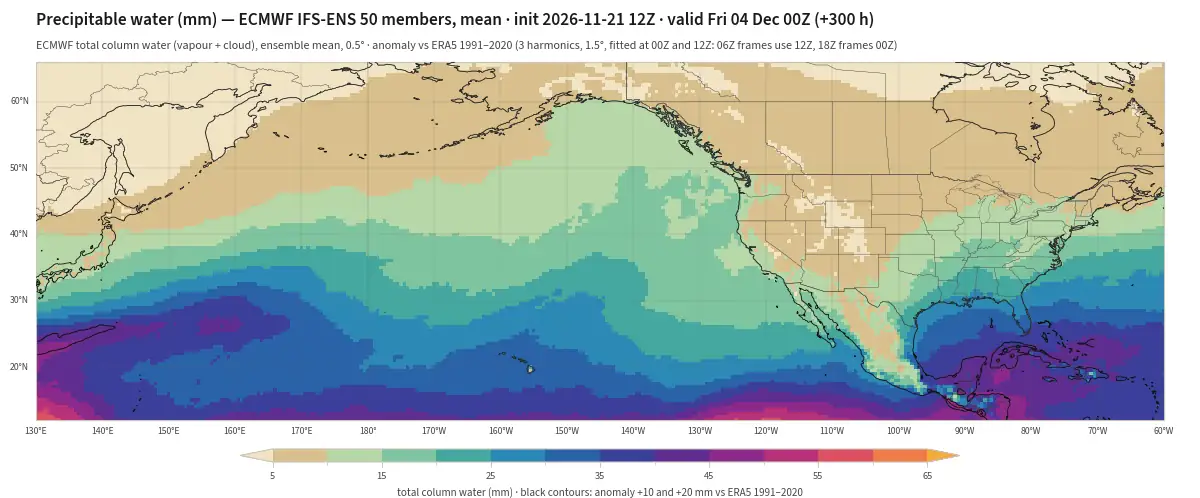 Precipitable water (mm) — ECMWF IFS-ENS 50 members, mean · init 2026-11-21 12Z · valid Fri 04 Dec 00Z (+300 h)
ECMWF total column water (vapour + cloud), ensemble mean, 0.5° · anomaly vs ERA5 1991–2020 (3 harmonics, 1.5°, fitted at 00Z and 12Z: 06Z frames use 12Z, 18Z frames 00Z)
60°N
50°N
40°N
30°N
20°N
130°E 140°E 150°E 160°E 170°E 180° 170°W 160°W 150°W 140°W 130°W 120°W 110°W 100°W 90°W 80°W 70°W 60°W
5 15 25 35 45 55 65
total column water (mm) · black contours: anomaly +10 and +20 mm vs ERA5 1991–2020